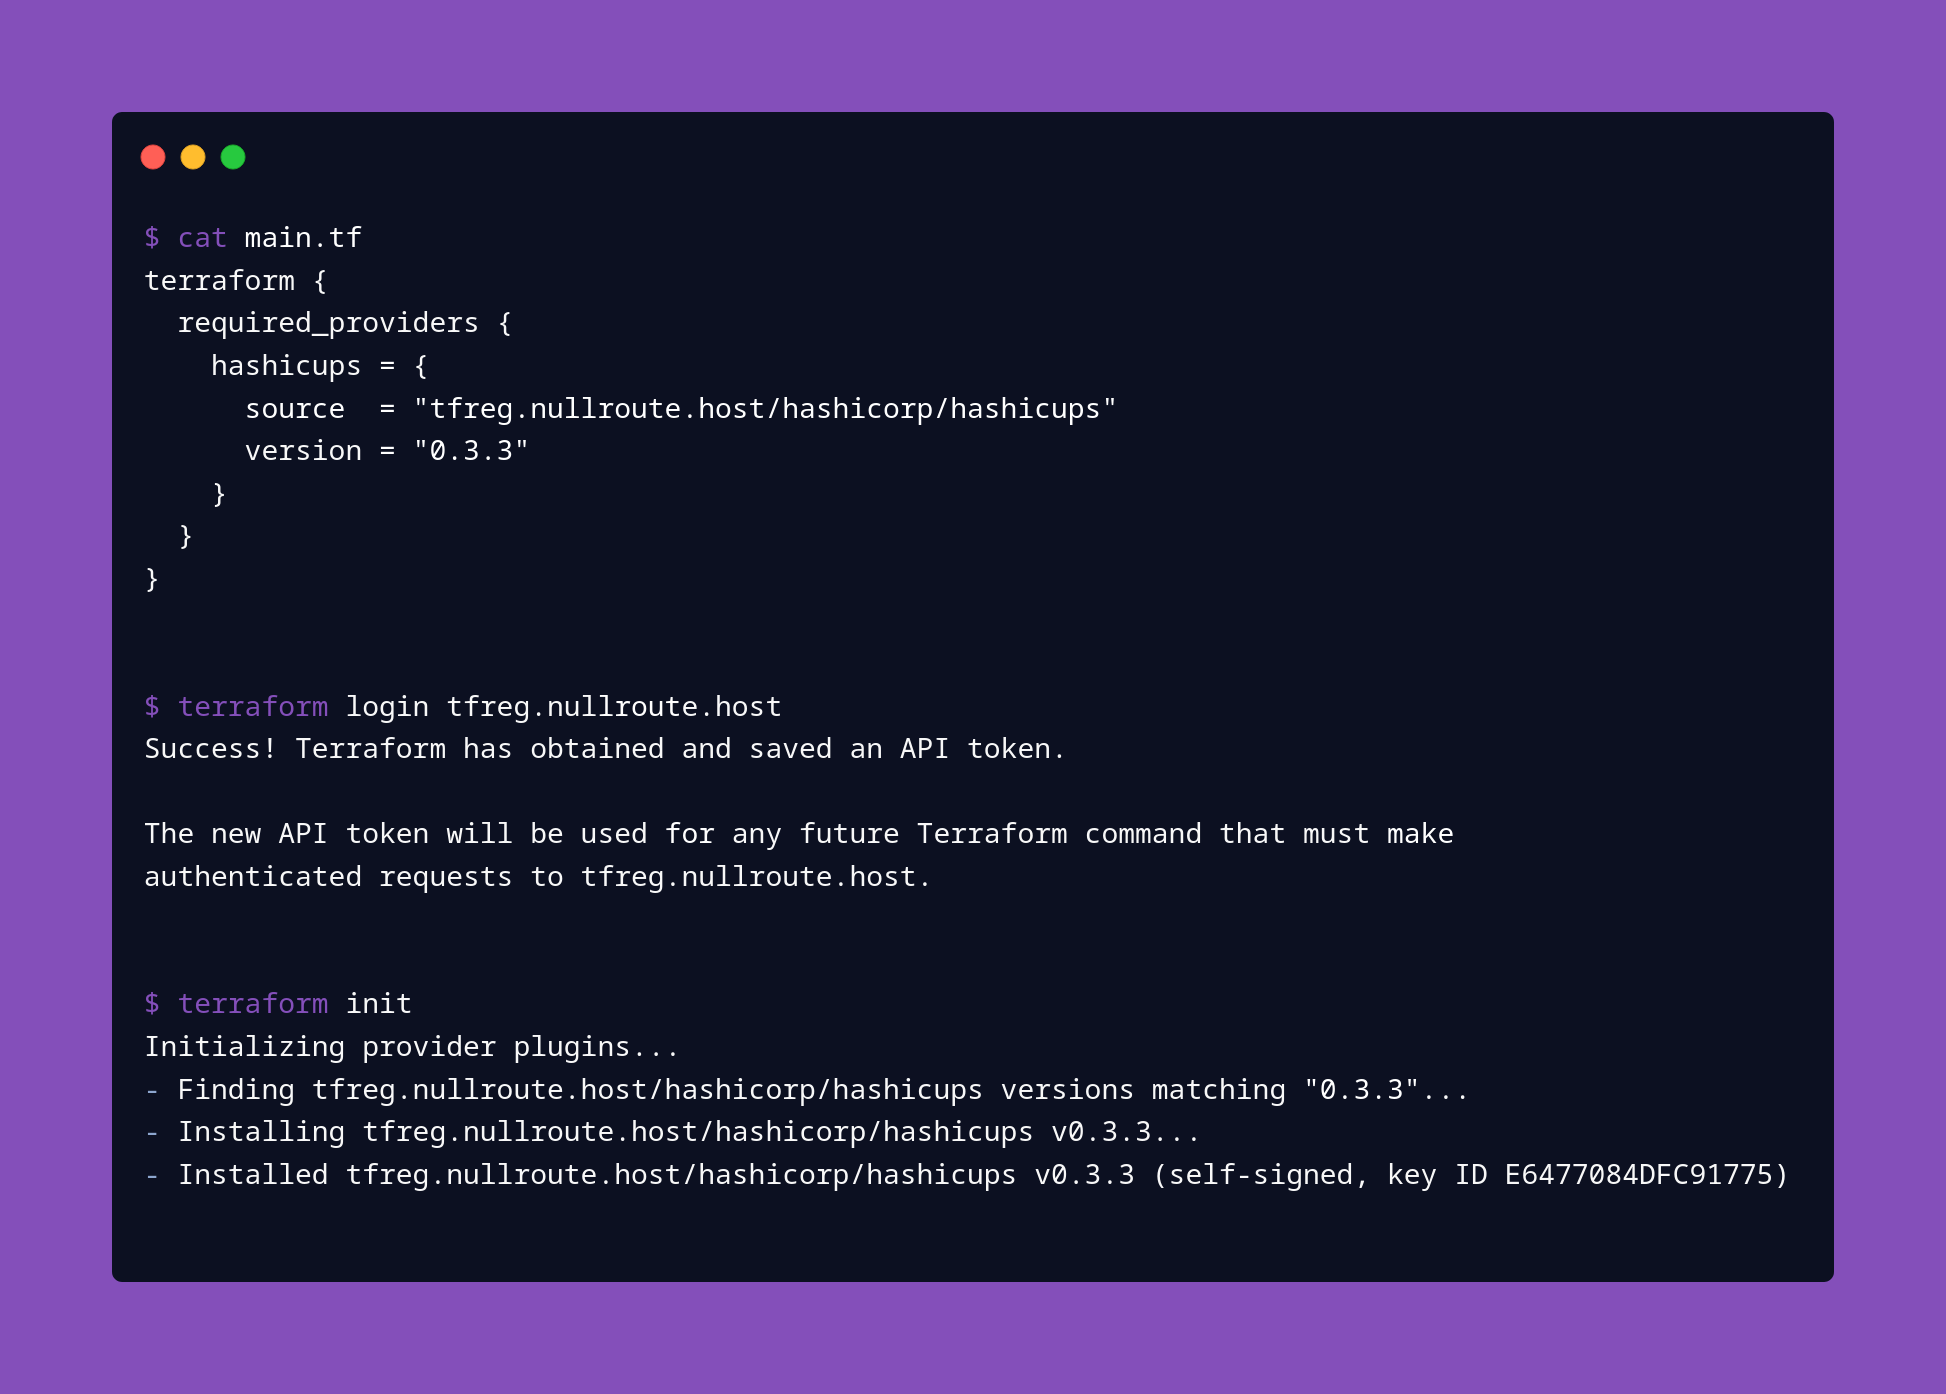 $ cat main.tf
terraform {
  required_providers {
    hashicups = {
      source  = "tfreg.nullroute.host/hashicorp/hashicups"
      version = "0.3.3"
    }
  }
}
$ terraform login tfreg.nullroute.host
Success! Terraform has obtained and saved an API token.
The new API token will be used for any future Terraform command that must make
authenticated requests to tfreg.nullroute.host.
$ terraform init
Initializing provider plugins...
- Finding tfreg.nullroute.host/hashicorp/hashicups versions matching "0.3.3"...
- Installing tfreg.nullroute.host/hashicorp/hashicups v0.3.3...
- Installed tfreg.nullroute.host/hashicorp/hashicups v0.3.3 (self-signed, key ID E6477084DFC91775)